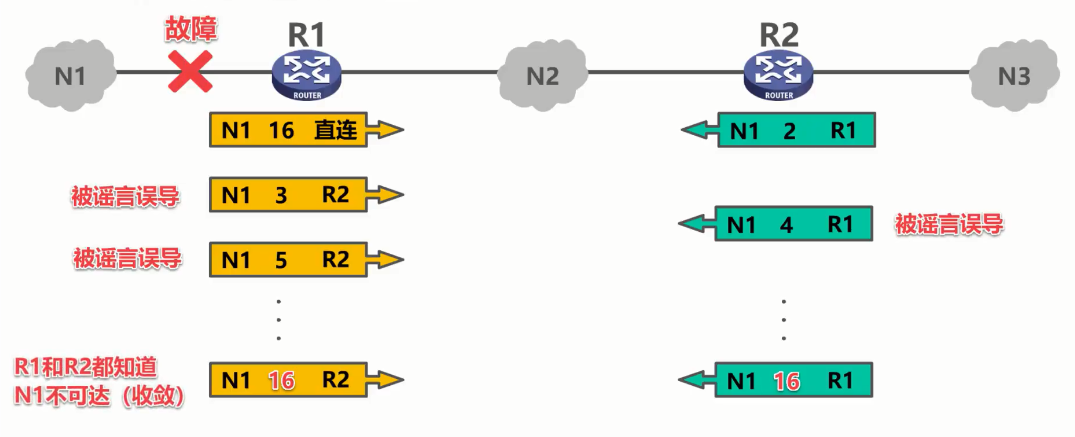 故障
R1
R2
N1
N2
N3
ROUTER
ROUTER
N1 16 直连
N1 2 R1
被谣言误导
N1 3 R2
N1 4 R1
被谣言误导
被谣言误导
N1 5 R2
R1和R2都知道
N1不可达（收敛）
N1 16 R2
N1 16 R1